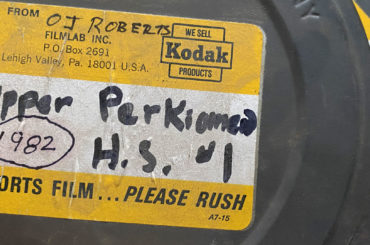 FROM OJ ROBERTS
FILMLAB INC.
P.O. Box 2691
Lehigh Valley, Pa. 18001 U.S.A.
WE SELL
Kodak
PRODUCTS
pper Perkiomen
1982
H.S. #1
ORTS FILM... PLEASE RUSH
A7-15